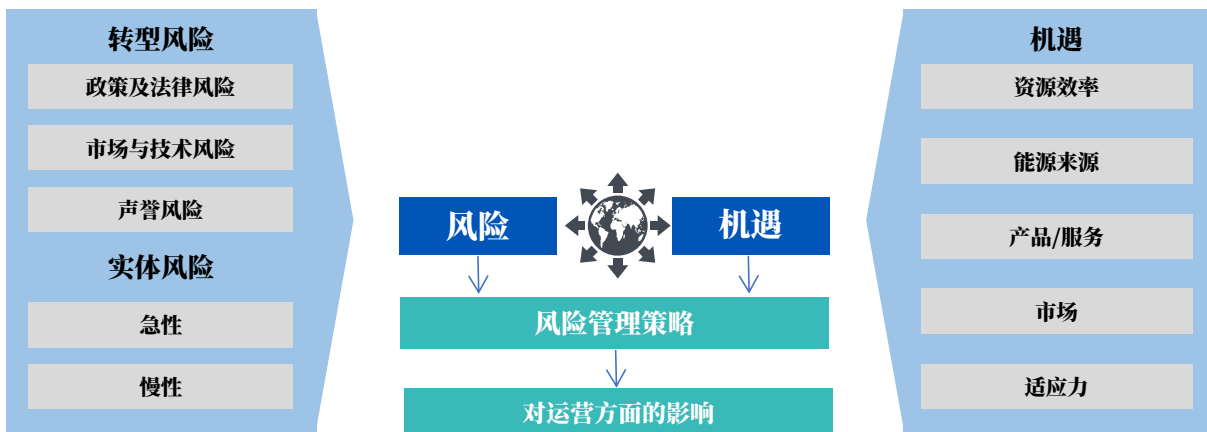 转型风险
政策及法律风险
市场与技术风险
声誉风险
实体风险
急性
慢性
风险
机遇
风险管理策略
对运营方面的影响
机遇
资源效率
能源来源
产品/服务
市场
适应力